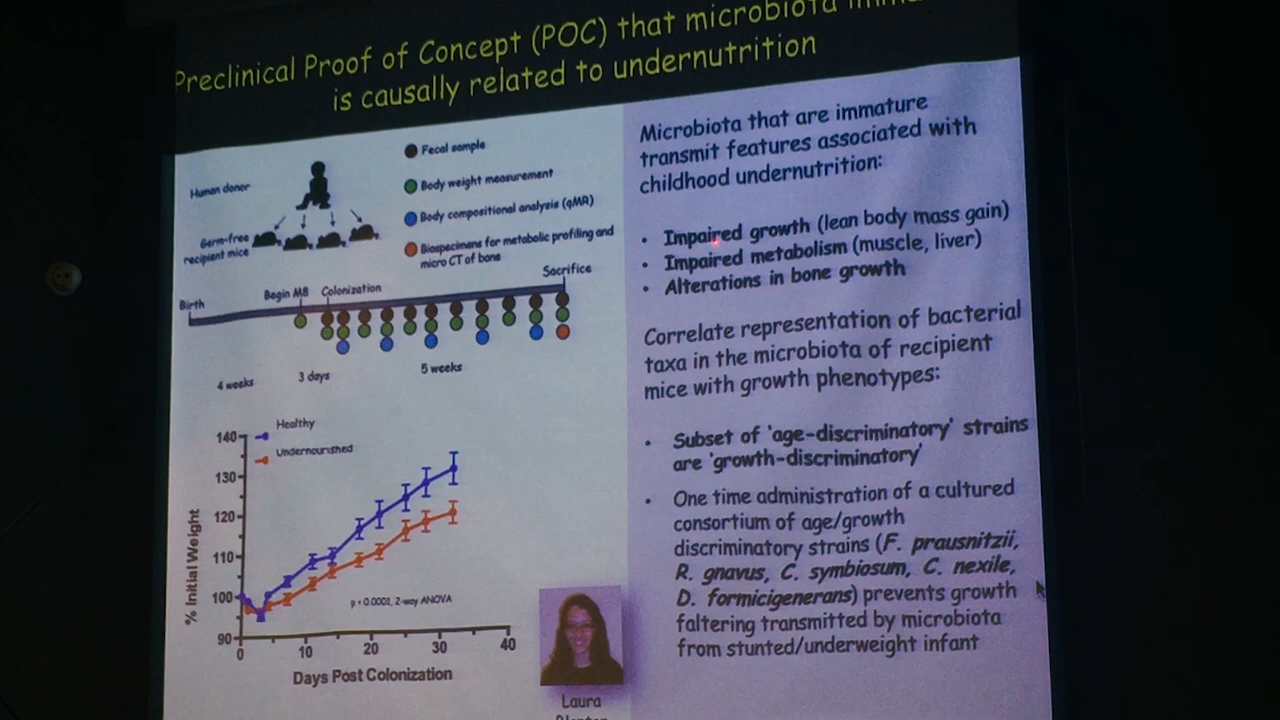 Preclinical Proof of Concept (POC) that microbiota
is causally related to undernutrition
Human donor
Germ-free
recipient mice
Fecal sample
Body weight measurement
Body compositional analysis (qMR)
Biospecimens for metabolic profiling and
micro CT of bone
Birth
Begin M8
Colonization
Sacrifice
4 weeks
3 days
5 weeks
Healthy
Undernourished
140
130
120
110
100
90
% Initial Weight
p < 0.0001, 2-way ANOVA
0 10 20 30 40
Days Post Colonization
Laura
Microbiota that are immature
transmit features associated with
childhood undernutrition:
• Impaired growth (lean body mass gain)
• Impaired metabolism (muscle, liver)
• Alterations in bone growth
Correlate representation of bacterial
taxa in the microbiota of recipient
mice with growth phenotypes:
• Subset of 'age-discriminatory' strains
are 'growth-discriminatory'
• One time administration of a cultured
consortium of age/growth
discriminatory strains (F. prausnitzii,
R. gnavus, C. symbiosum, C. nexile,
D. formicigenerans) prevents growth
faltering transmitted by microbiota
from stunted/underweight infant